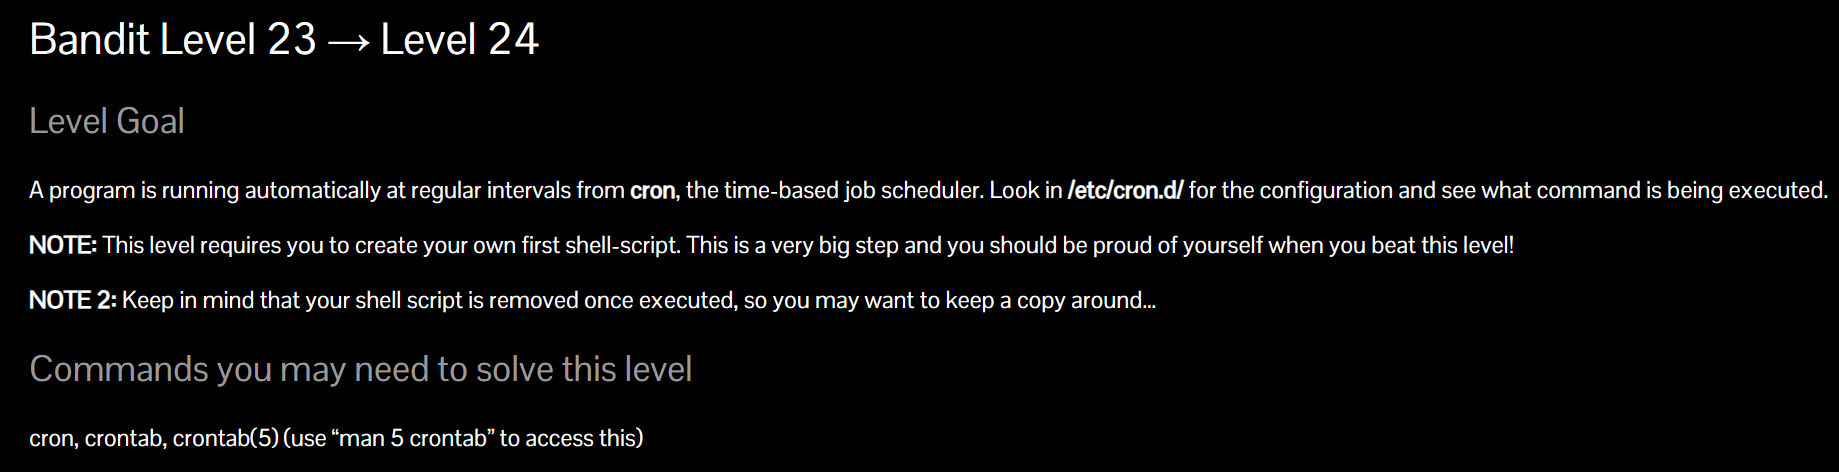 Bandit Level 23 → Level 24
Level Goal
A program is running automatically at regular intervals from cron, the time-based job scheduler. Look in /etc/cron.d/ for the configuration and see what command is being executed.
NOTE: This level requires you to create your own first shell-script. This is a very big step and you should be proud of yourself when you beat this level!
NOTE 2: Keep in mind that your shell script is removed once executed, so you may want to keep a copy around…
Commands you may need to solve this level
cron, crontab, crontab(5) (use “man 5 crontab” to access this)